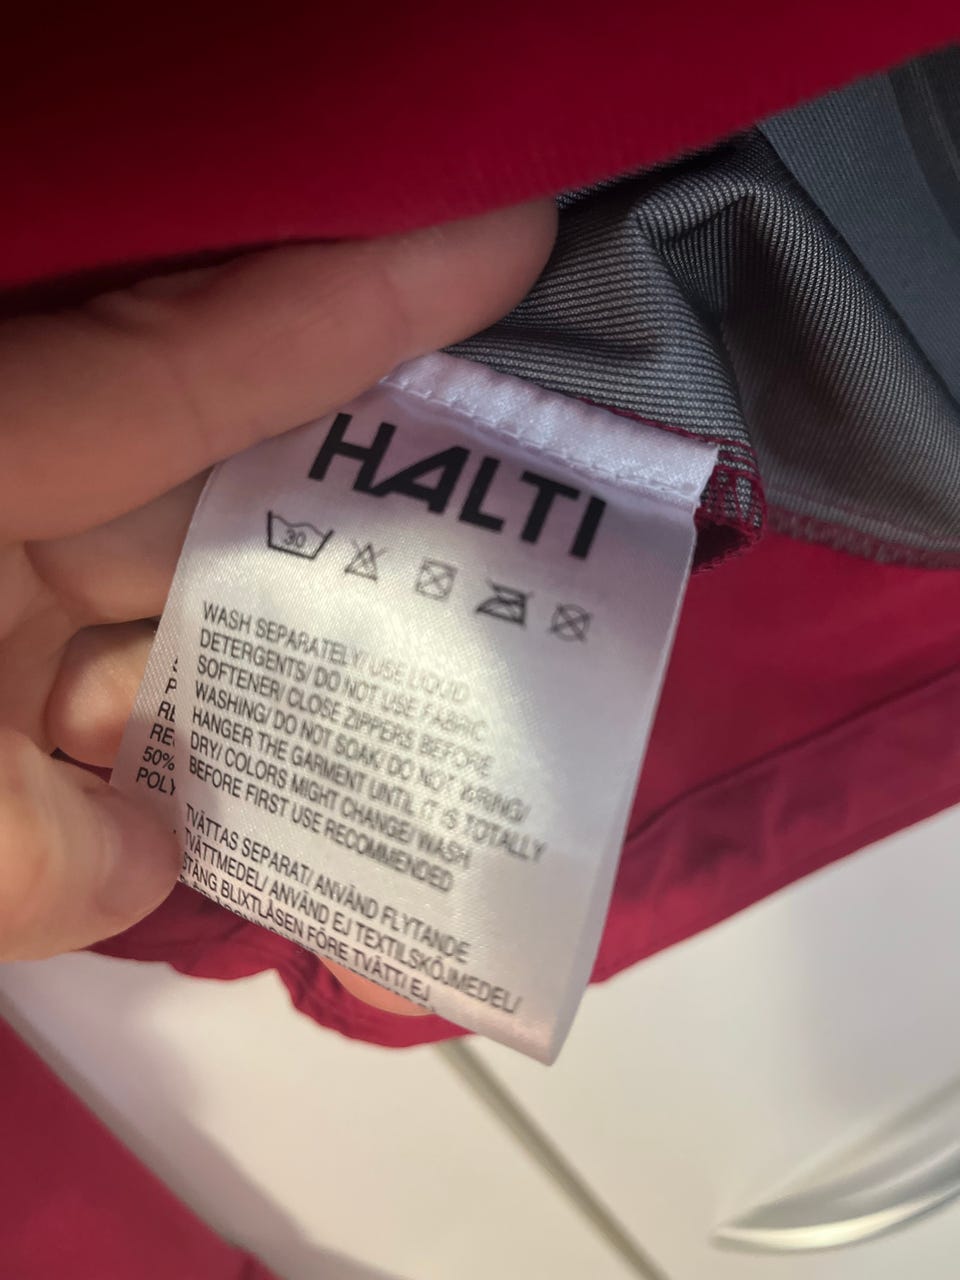 HALTI
30
WASH SEPARATELY/ USE LIQUID
DETERGENTS/ DO NOT USE FABRIC
SOFTENER/ CLOSE ZIPPERS BEFORE
WASHING/ DO NOT SOAK/ DO NOT WRING/
HANGER THE GARMENT UNTIL IT IS TOTALLY
DRY/ COLORS MIGHT CHANGE/ WASH
BEFORE FIRST USE RECOMMENDED
TVÄTTAS SEPARAT/ ANVÄND FLYTANDE
TVÄTTMEDEL/ ANVÄND EJ TEXTILSKÖJMEDEL/
STÄNG BLIXTLÅSEN FÖRE TVÄTT/ EJ
50%